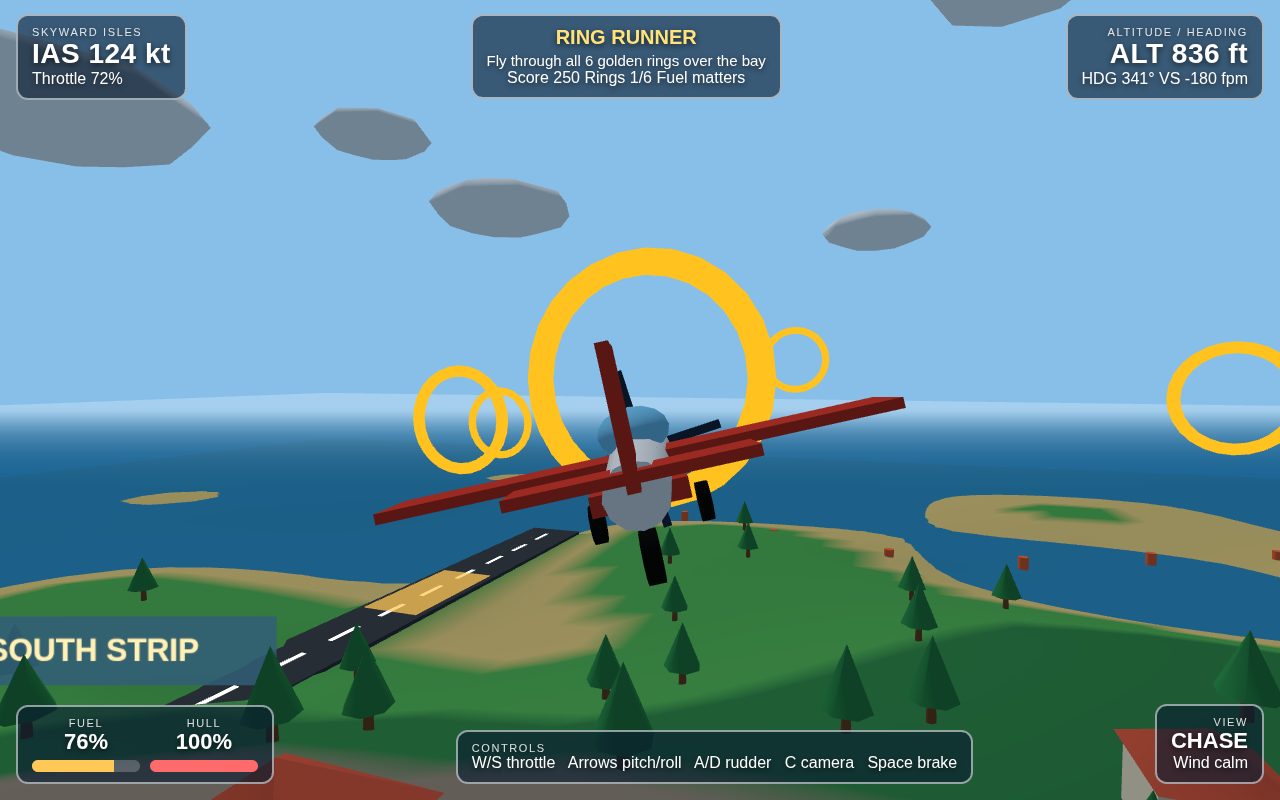 SKYWARD ISLES
IAS 124 kt
Throttle 72%
RING RUNNER
Fly through all 6 golden rings over the bay
Score 250 Rings 1/6 Fuel matters
ALTITUDE / HEADING
ALT 836 ft
HDG 341° VS -180 fpm
SOUTH STRIP
FUEL
76%
HULL
100%
CONTROLS
W/S throttle Arrows pitch/roll A/D rudder C camera Space brake
VIEW
CHASE
Wind calm